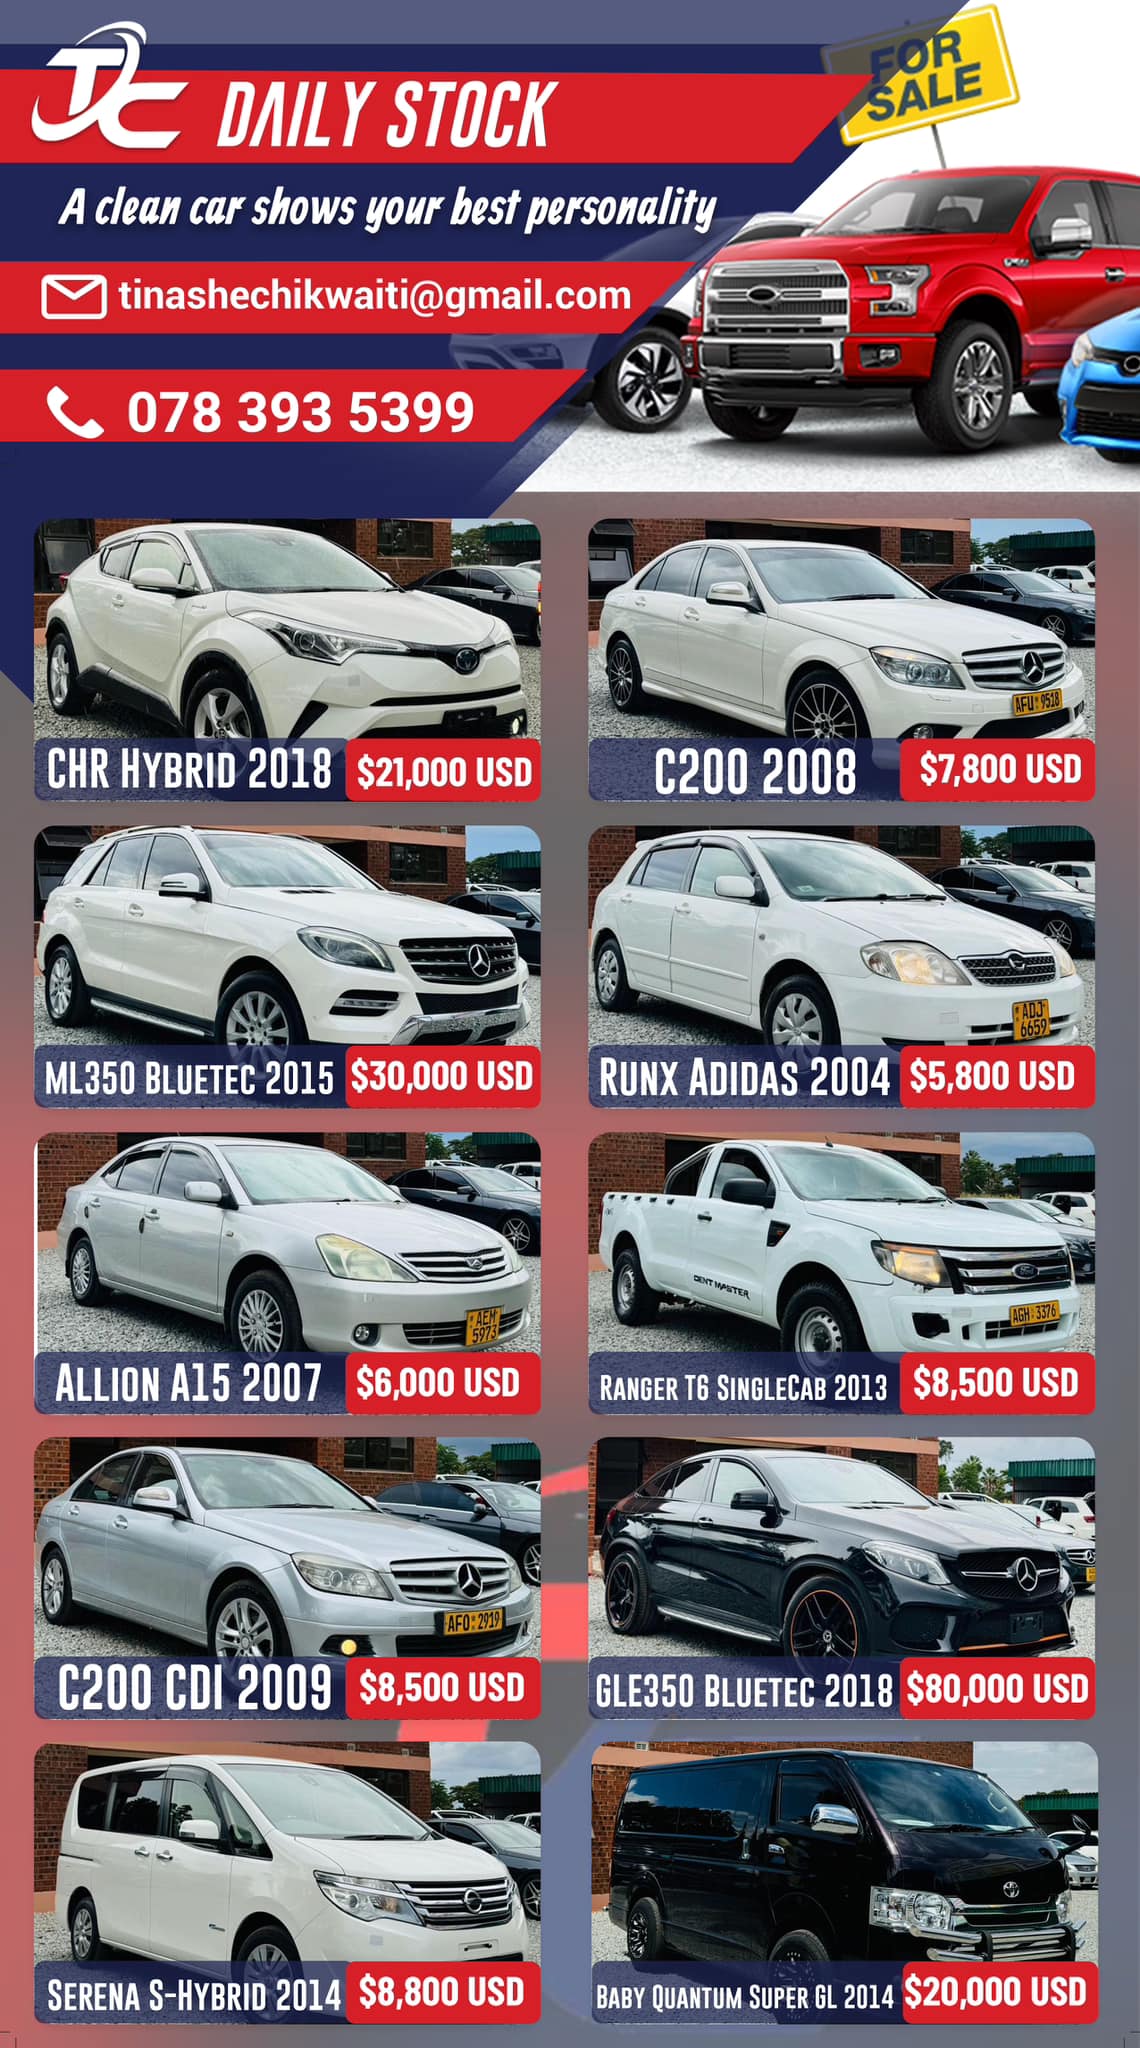 TC
DAILY STOCK
FOR
SALE
A clean car shows your best personality
tinashechikwaiti@gmail.com
078 393 5399
CHR HYBRID 2018
$21,000 USD
AFU 9518
C200 2008
$7,800 USD
ML350 BLUETEC 2015
$30,000 USD
ADJ
6659
RUNX ADIDAS 2004
$5,800 USD
AEM
5973
ALLION A15 2007
$6,000 USD
DENT MASTER
AGH 3376
RANGER T6 SINGLECAB 2013
$8,500 USD
AFO 2919
C200 CDI 2009
$8,500 USD
GLE350 BLUETEC 2018
$80,000 USD
SERENA S-HYBRID 2014
$8,800 USD
BABY QUANTUM SUPER GL 2014
$20,000 USD